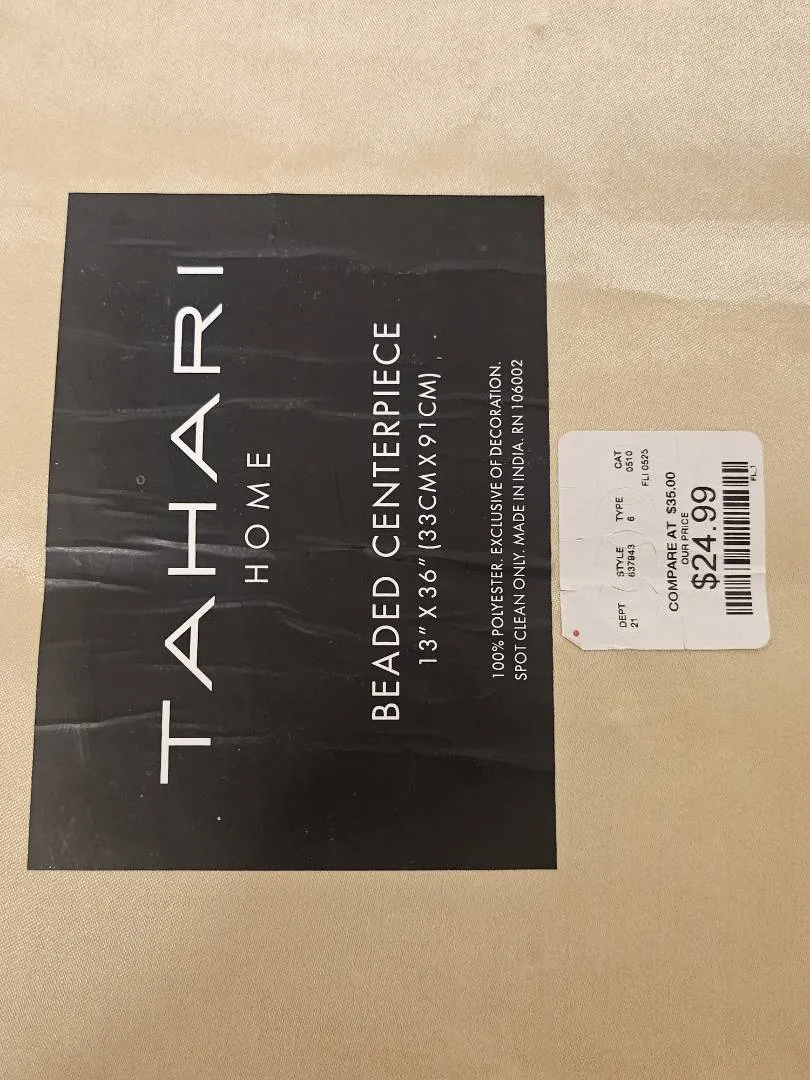 TAHARI
HOME
BEADED CENTERPIECE
13" X 36" (33CM X 91CM)
100% POLYESTER. EXCLUSIVE OF DECORATION.
SPOT CLEAN ONLY. MADE IN INDIA. RN 106002
DEPT STYLE TYPE CAT
21 637943 6 0510
FLI 0525
COMPARE AT $35.00
OUR PRICE
$24.99
FL_1